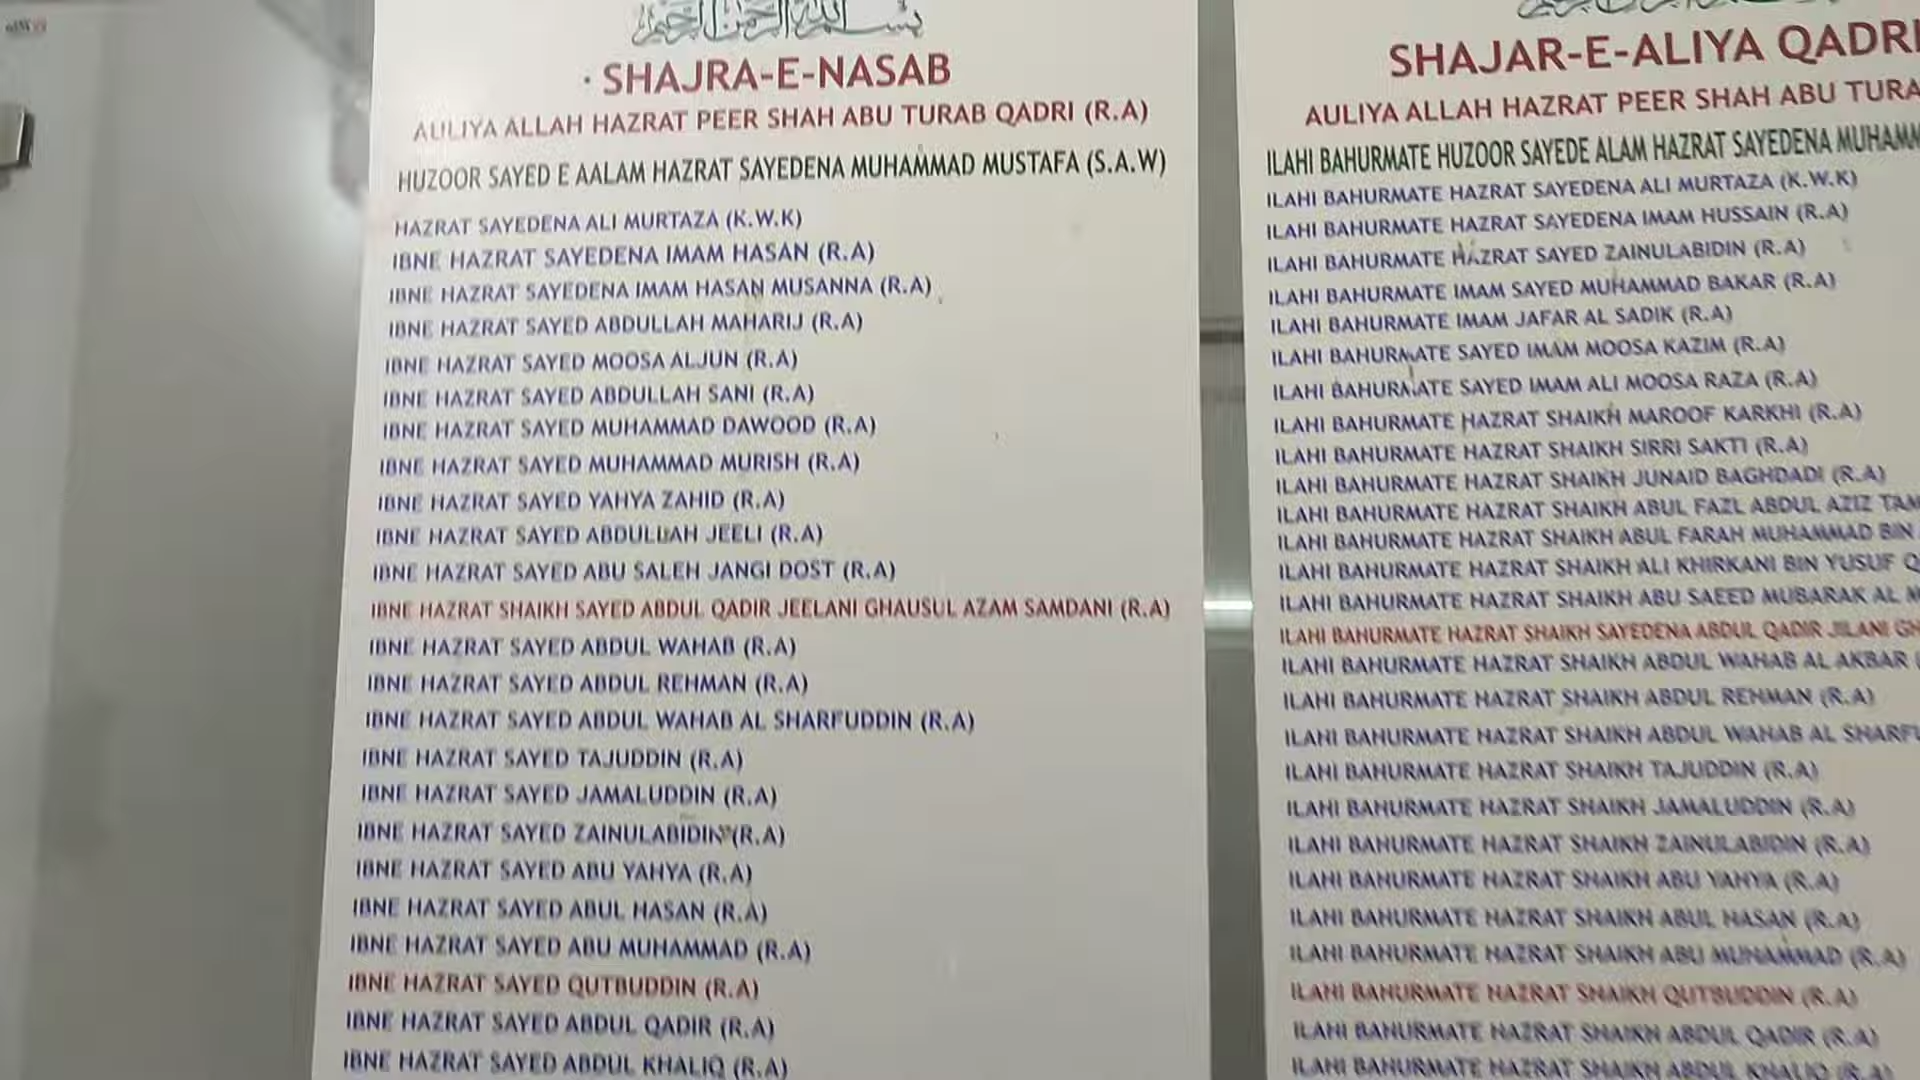 بسم الله الرحمن الرحيم
· SHAJRA-E-NASAB
AULIYA ALLAH HAZRAT PEER SHAH ABU TURAB QADRI (R.A)
HUZOOR SAYED E AALAM HAZRAT SAYEDENA MUHAMMAD MUSTAFA (S.A.W)
HAZRAT SAYEDENA ALI MURTAZA (K.W.K)
IBNE HAZRAT SAYEDENA IMAM HASAN (R.A)
IBNE HAZRAT SAYEDENA IMAM HASAN MUSANNA (R.A)
IBNE HAZRAT SAYED ABDULLAH MAHARIJ (R.A)
IBNE HAZRAT SAYED MOOSA ALJUN (R.A)
IBNE HAZRAT SAYED ABDULLAH SANI (R.A)
IBNE HAZRAT SAYED MUHAMMAD DAWOOD (R.A)
IBNE HAZRAT SAYED MUHAMMAD MURISH (R.A)
IBNE HAZRAT SAYED YAHYA ZAHID (R.A)
IBNE HAZRAT SAYED ABDULLAH JEELI (R.A)
IBNE HAZRAT SAYED ABU SALEH JANGI DOST (R.A)
IBNE HAZRAT SHAIKH SAYED ABDUL QADIR JEELANI GHAUSUL AZAM SAMDANI (R.A)
IBNE HAZRAT SAYED ABDUL WAHAB (R.A)
IBNE HAZRAT SAYED ABDUL REHMAN (R.A)
IBNE HAZRAT SAYED ABDUL WAHAB AL SHARFUDDIN (R.A)
IBNE HAZRAT SAYED TAJUDDIN (R.A)
IBNE HAZRAT SAYED JAMALUDDIN (R.A)
IBNE HAZRAT SAYED ZAINULABIDIN (R.A)
IBNE HAZRAT SAYED ABU YAHYA (R.A)
IBNE HAZRAT SAYED ABUL HASAN (R.A)
IBNE HAZRAT SAYED ABU MUHAMMAD (R.A)
IBNE HAZRAT SAYED QUTBUDDIN (R.A)
IBNE HAZRAT SAYED ABDUL QADIR (R.A)
IBNE HAZRAT SAYED ABDUL KHALIQ (R.A)
SHAJAR-E-ALIYA QADRI
AULIYA ALLAH HAZRAT PEER SHAH ABU TURA
ILAHI BAHURMATE HUZOOR SAYEDE ALAM HAZRAT SAYEDENA MUHAMM
ILAHI BAHURMATE HAZRAT SAYEDENA ALI MURTAZA (K.W.K)
ILAHI BAHURMATE HAZRAT SAYEDENA IMAM HUSSAIN (R.A)
ILAHI BAHURMATE HAZRAT SAYED ZAINULABIDIN (R.A)
ILAHI BAHURMATE IMAM SAYED MUHAMMAD BAKAR (R.A)
ILAHI BAHURMATE IMAM JAFAR AL SADIK (R.A)
ILAHI BAHURMATE SAYED IMAM MOOSA KAZIM (R.A)
ILAHI BAHURMATE SAYED IMAM ALI MOOSA RAZA (R.A)
ILAHI BAHURMATE HAZRAT SHAIKH MAROOF KARKHI (R.A)
ILAHI BAHURMATE HAZRAT SHAIKH SIRRI SAKTI (R.A)
ILAHI BAHURMATE HAZRAT SHAIKH JUNAID BAGHDADI (R.A)
ILAHI BAHURMATE HAZRAT SHAIKH ABUL FAZL ABDUL AZIZ TAM
ILAHI BAHURMATE HAZRAT SHAIKH ABUL FARAH MUHAMMAD BIN
ILAHI BAHURMATE HAZRAT SHAIKH ALI KHIRKANI BIN YUSUF Q
ILAHI BAHURMATE HAZRAT SHAIKH ABU SAEED MUBARAK AL M
ILAHI BAHURMATE HAZRAT SHAIKH SAYEDENA ABDUL QADIR JILANI GH
ILAHI BAHURMATE HAZRAT SHAIKH ABDUL WAHAB AL AKBAR (
ILAHI BAHURMATE HAZRAT SHAIKH ABDUL REHMAN (R.A)
ILAHI BAHURMATE HAZRAT SHAIKH ABDUL WAHAB AL SHARFU
ILAHI BAHURMATE HAZRAT SHAIKH TAJUDDIN (R.A)
ILAHI BAHURMATE HAZRAT SHAIKH JAMALUDDIN (R.A)
ILAHI BAHURMATE HAZRAT SHAIKH ZAINULABIDIN (R.A)
ILAHI BAHURMATE HAZRAT SHAIKH ABU YAHYA (R.A)
ILAHI BAHURMATE HAZRAT SHAIKH ABUL HASAN (R.A)
ILAHI BAHURMATE HAZRAT SHAIKH ABU MUHAMMAD (R.A)
ILAHI BAHURMATE HAZRAT SHAIKH QUTBUDDIN (R.A)
ILAHI BAHURMATE HAZRAT SHAIKH ABDUL QADIR (R.A)
ILAHI BAHURMATE HAZRAT SHAIKH ABDUL KHALIQ (R.A)